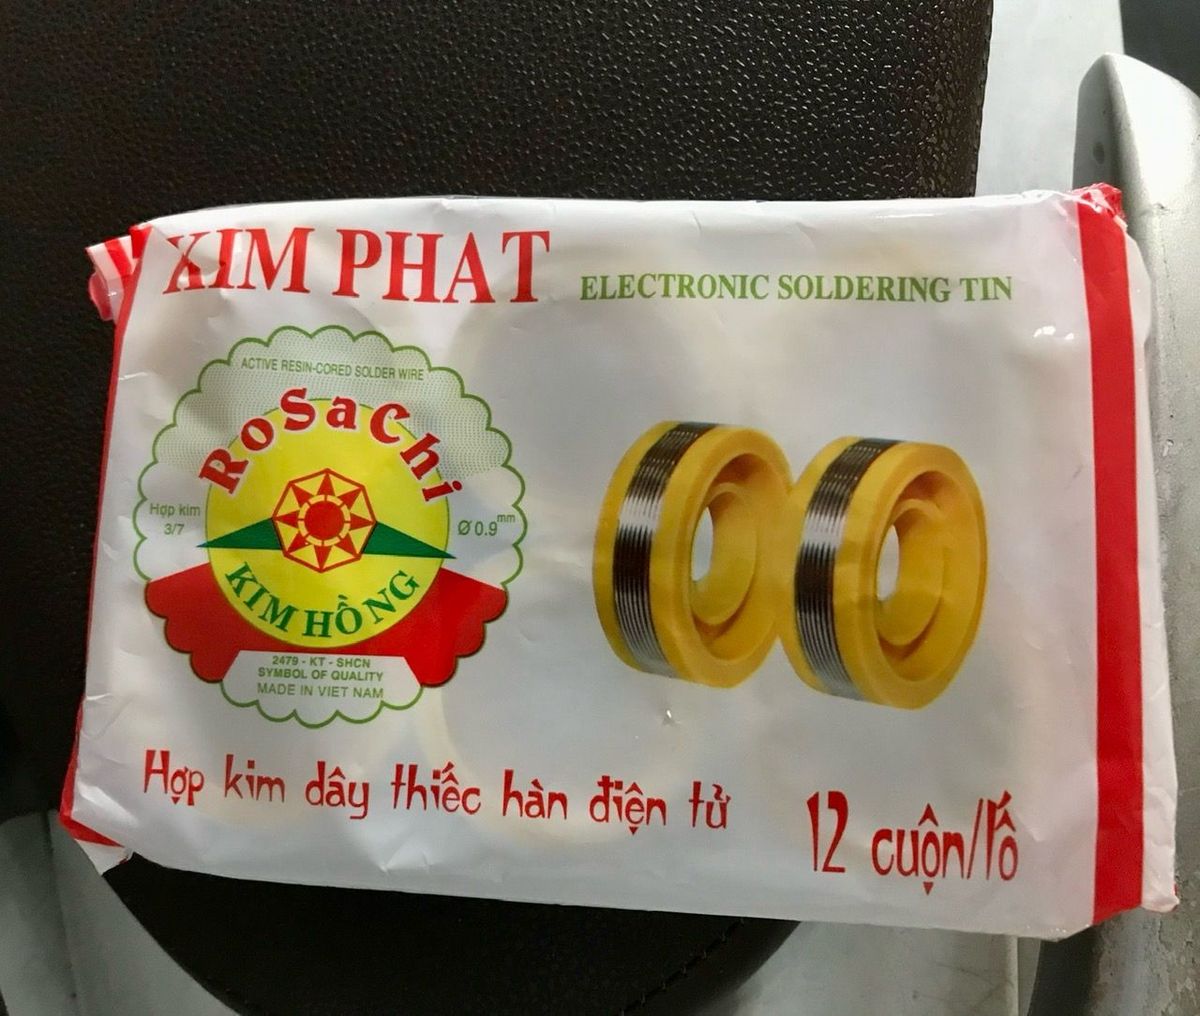 KIM PHAT
ELECTRONIC SOLDERING TIN
ACTIVE RESIN-CORED SOLDER WIRE
RoSaChi
Hợp kim
3/7
Ø 0.9mm
KIM HỒNG
2479 - KT - SHCN
SYMBOL OF QUALITY
MADE IN VIET NAM
Hợp kim dây thiếc hàn điện tử
12 cuộn/lố